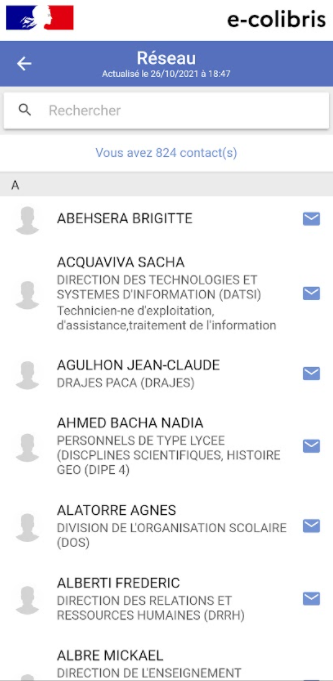 e-colibris
Réseau
Actualisé le 26/10/2021 à 18:47
Rechercher
Vous avez 824 contact(s)
A
ABEHSERA BRIGITTE
ACQUAVIVA SACHA
DIRECTION DES TECHNOLOGIES ET
SYSTEMES D'INFORMATION (DATSI)
Technicien-ne d'exploitation,
d'assistance,traitement de l'information
AGULHON JEAN-CLAUDE
DRAJES PACA (DRAJES)
AHMED BACHA NADIA
PERSONNELS DE TYPE LYCEE
(DISCPLINES SCIENTIFIQUES, HISTOIRE
GEO (DIPE 4)
ALATORRE AGNES
DIVISION DE L'ORGANISATION SCOLAIRE
(DOS)
ALBERTI FREDERIC
DIRECTION DES RELATIONS ET
RESSOURCES HUMAINES (DRRH)
ALBRE MICKAEL
DIRECTION DE L'ENSEIGNEMENT